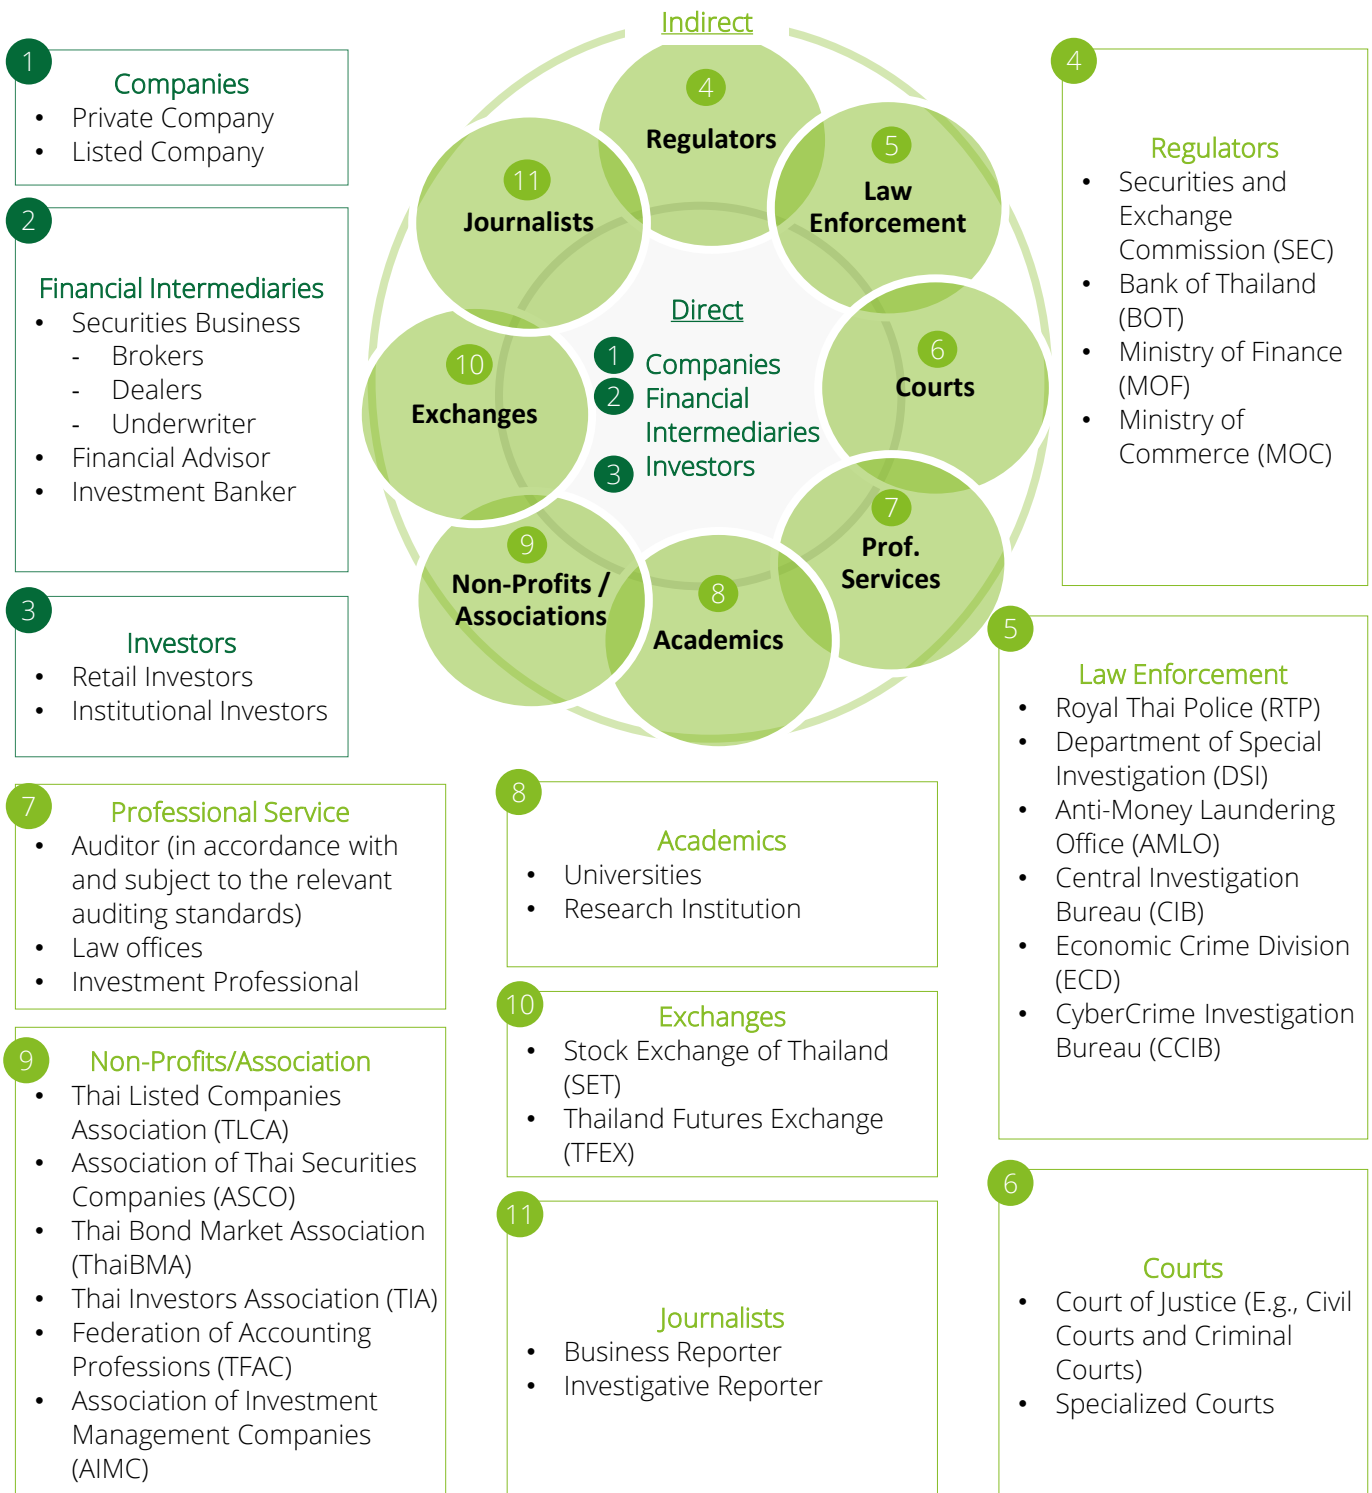 Indirect
4
Regulators
5
Law
Enforcement
6
Courts
7
Prof.
Services
8
Academics
9
Non-Profits /
Associations
10
Exchanges
11
Journalists
Direct
1 Companies
2 Financial
Intermediaries
3 Investors
1
Companies
• Private Company
• Listed Company
2
Financial Intermediaries
• Securities Business
- Brokers
- Dealers
- Underwriter
• Financial Advisor
• Investment Banker
3
Investors
• Retail Investors
• Institutional Investors
4
Regulators
• Securities and
Exchange
Commission (SEC)
• Bank of Thailand
(BOT)
• Ministry of Finance
(MOF)
• Ministry of
Commerce (MOC)
5
Law Enforcement
• Royal Thai Police (RTP)
• Department of Special
Investigation (DSI)
• Anti-Money Laundering
Office (AMLO)
• Central Investigation
Bureau (CIB)
• Economic Crime Division
(ECD)
• CyberCrime Investigation
Bureau (CCIB)
6
Courts
• Court of Justice (E.g., Civil
Courts and Criminal
Courts)
• Specialized Courts
7
Professional Service
• Auditor (in accordance with
and subject to the relevant
auditing standards)
• Law offices
• Investment Professional
8
Academics
• Universities
• Research Institution
9
Non-Profits/Association
• Thai Listed Companies
Association (TLCA)
• Association of Thai Securities
Companies (ASCO)
• Thai Bond Market Association
(ThaiBMA)
• Thai Investors Association (TIA)
• Federation of Accounting
Professions (TFAC)
• Association of Investment
Management Companies
(AIMC)
10
Exchanges
• Stock Exchange of Thailand
(SET)
• Thailand Futures Exchange
(TFEX)
11
Journalists
• Business Reporter
• Investigative Reporter